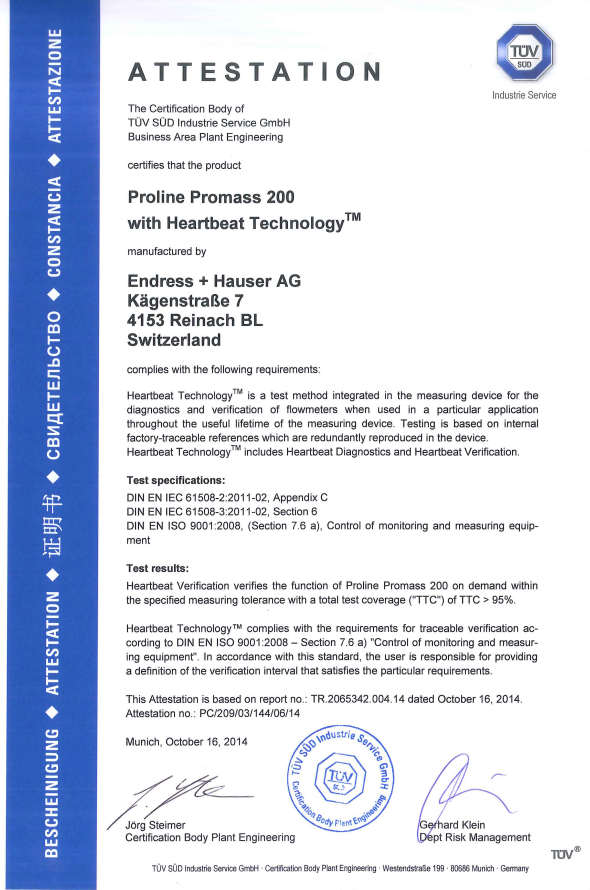 BESCHEINIGUNG ◆ ATTESTATION ◆ 证明书 ◆ СВИДЕТЕЛЬСТВО ◆ CONSTANCIA ◆ ATTESTAZIONE
TÜV
SÜD
Industrie Service
ATTESTATION
The Certification Body of
TÜV SÜD Industrie Service GmbH
Business Area Plant Engineering
certifies that the product
Proline Promass 200
with Heartbeat Technology™
manufactured by
Endress + Hauser AG
Kägenstraße 7
4153 Reinach BL
Switzerland
complies with the following requirements:
Heartbeat Technology™ is a test method integrated in the measuring device for the
diagnostics and verification of flowmeters when used in a particular application
throughout the useful lifetime of the measuring device. Testing is based on internal
factory-traceable references which are redundantly reproduced in the device.
Heartbeat Technology™ includes Heartbeat Diagnostics and Heartbeat Verification.
Test specifications:
DIN EN IEC 61508-2:2011-02, Appendix C
DIN EN IEC 61508-3:2011-02, Section 6
DIN EN ISO 9001:2008, (Section 7.6 a), Control of monitoring and measuring equip-
ment
Test results:
Heartbeat Verification verifies the function of Proline Promass 200 on demand within
the specified measuring tolerance with a total test coverage ("TTC") of TTC > 95%.
Heartbeat Technology™ complies with the requirements for traceable verification ac-
cording to DIN EN ISO 9001:2008 – Section 7.6 a) "Control of monitoring and measur-
ing equipment". In accordance with this standard, the user is responsible for providing
a definition of the verification interval that satisfies the particular requirements.
This Attestation is based on report no.: TR.2065342.004.14 dated October 16, 2014.
Attestation no.: PC/209/03/144/06/14
Munich, October 16, 2014
TÜV SÜD Industrie Service GmbH
TÜV
SÜD
Certification Body Plant Engineering
Jörg Steimer
Certification Body Plant Engineering
Gerhard Klein
Dept Risk Management
TÜV®
TÜV SÜD Industrie Service GmbH · Certification Body Plant Engineering · Westendstraße 199 · 80686 Munich · Germany